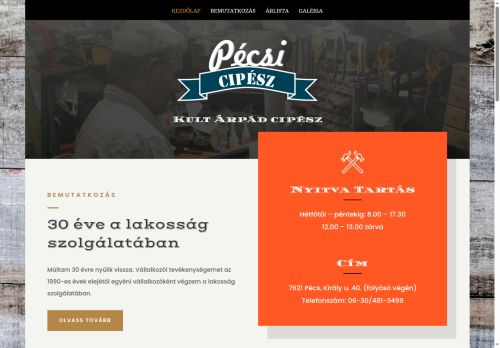 KEZDŐLAP BEMUTATKOZÁS ÁRLISTA GALÉRIA
Pécsi
CIPÉSZ
Kult Árpád cipész
BEMUTATKOZÁS
30 éve a lakosság
szolgálatában
Múltam 30 évre nyúlik vissza. Vállalkozói tevékenységemet az
1990-es évek elejétől egyéni vállalkozóként végzem a lakosság
szolgálatában.
OLVASS TOVÁBB
Nyitva Tartás
Hétfőtől – péntekig: 8.00 – 17.30
12.00 – 13.00 zárva
Cím
7621 Pécs, Király u. 40. (folyósó végén)
Telefonszám: 06-30/481-3499